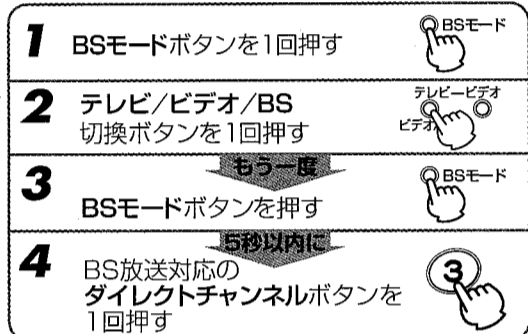 1 BSモードボタンを1回押す
BSモード
2 テレビ/ビデオ/BS
切換ボタンを1回押す
テレビービデオ
ビデオ
もう一度
3 BSモードボタンを押す
BSモード
5秒以内に
4 BS放送対応の
ダイレクトチャンネルボタンを
1回押す
3